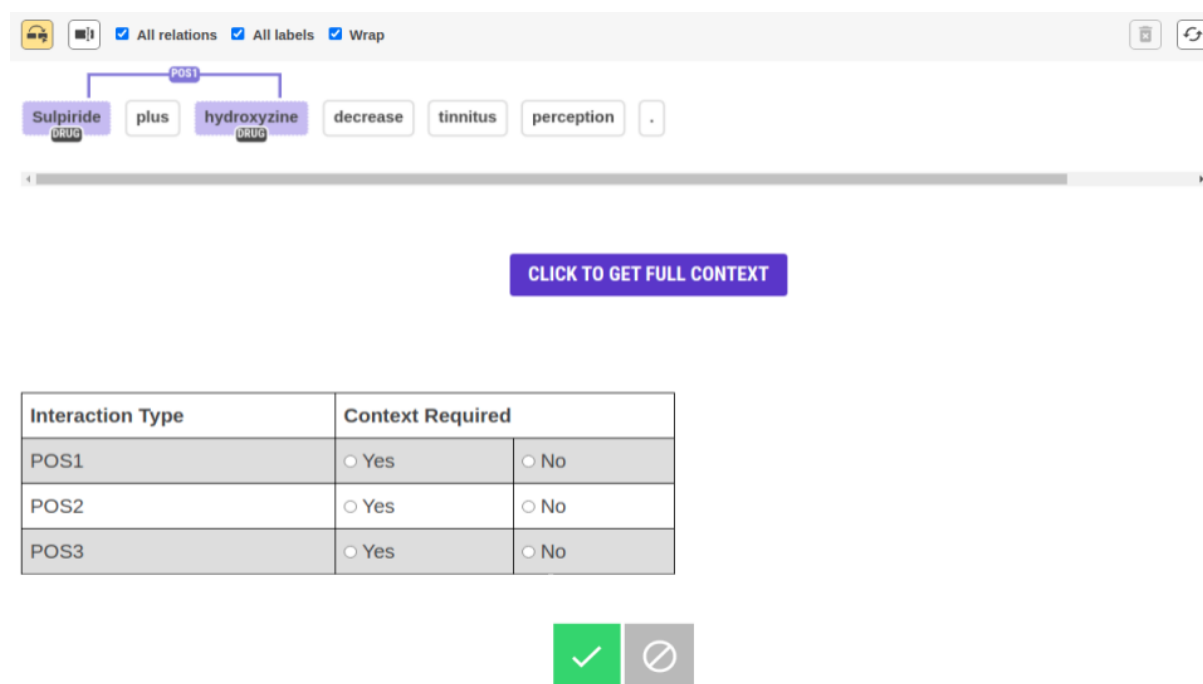 All relations All labels Wrap
POS1
Sulpiride plus hydroxyzine decrease tinnitus perception .
DRUG DRUG
CLICK TO GET FULL CONTEXT
Interaction Type Context Required
POS1 Yes No
POS2 Yes No
POS3 Yes No